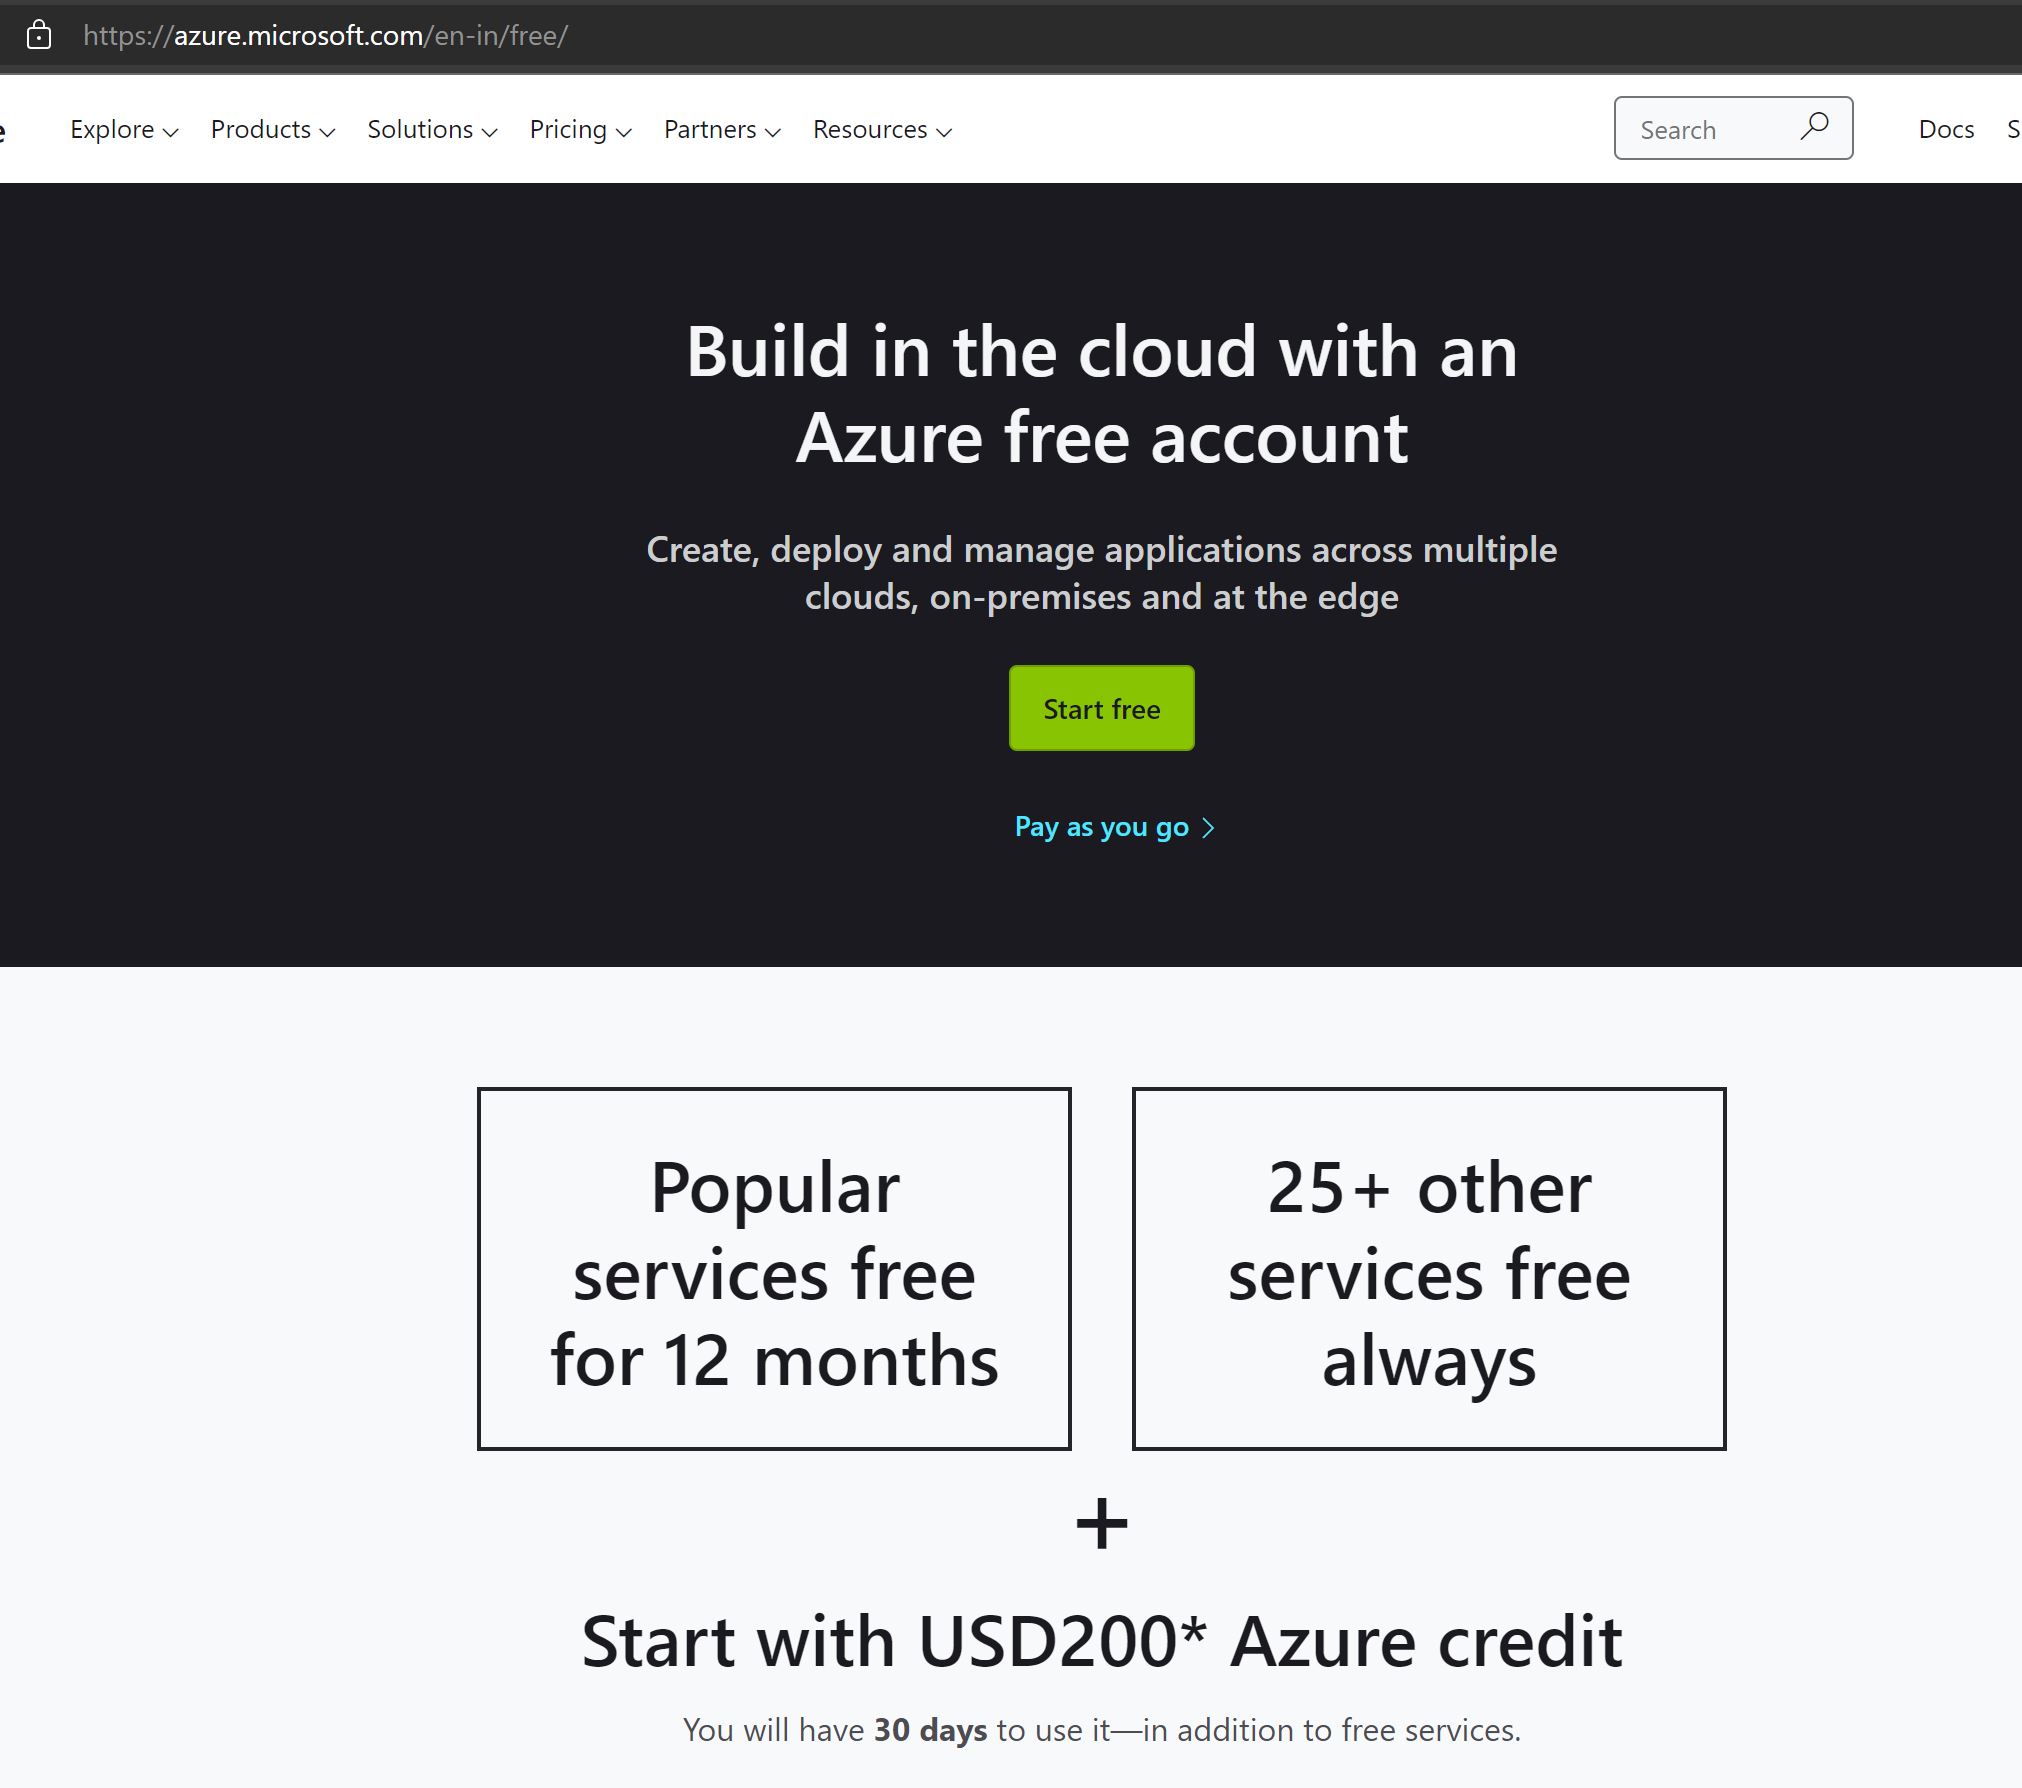 https://azure.microsoft.com/en-in/free/
Explore Products Solutions Pricing Partners Resources Search Docs
Build in the cloud with an
Azure free account
Create, deploy and manage applications across multiple
clouds, on-premises and at the edge
Start free
Pay as you go
Popular
services free
for 12 months
25+ other
services free
always
+
Start with USD200* Azure credit
You will have 30 days to use it—in addition to free services.